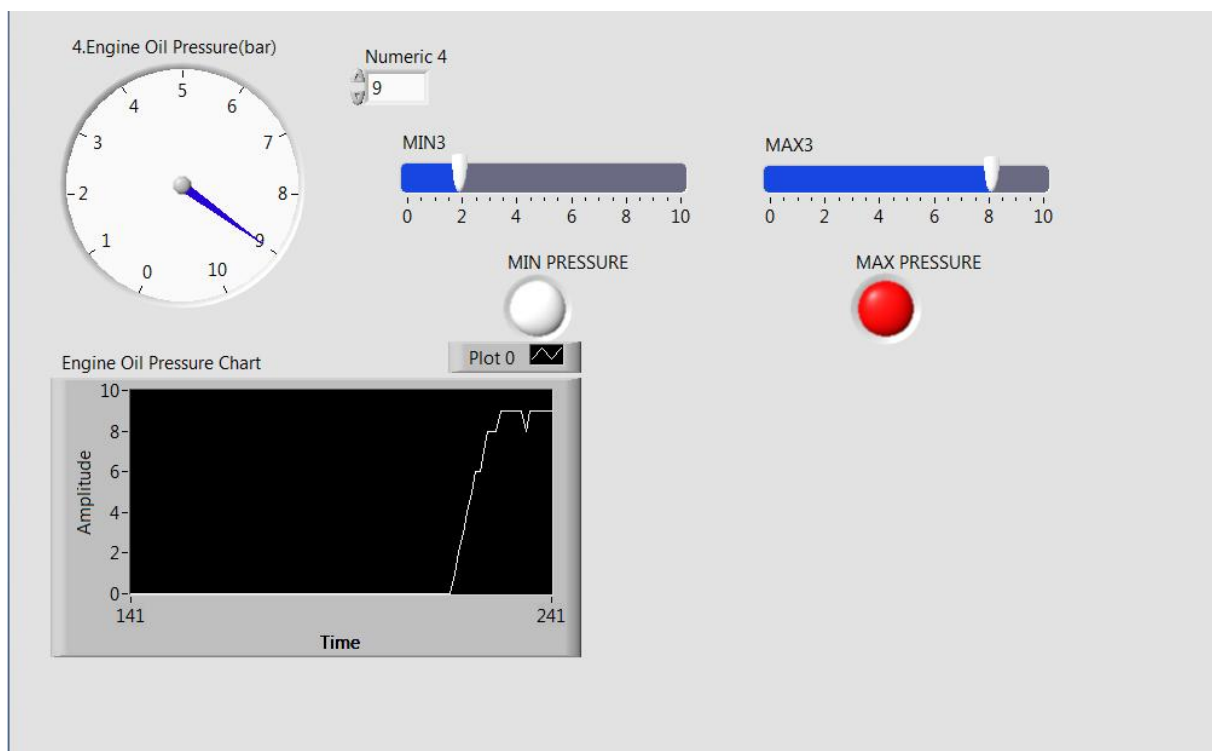 4.Engine Oil Pressure(bar)
Numeric 4
9
0
1
2
3
4
5
6
7
8
9
10
MIN3
0 2 4 6 8 10
MAX3
0 2 4 6 8 10
MIN PRESSURE
MAX PRESSURE
Engine Oil Pressure Chart
Plot 0
Amplitude
10
8
6
4
2
0
141 241
Time